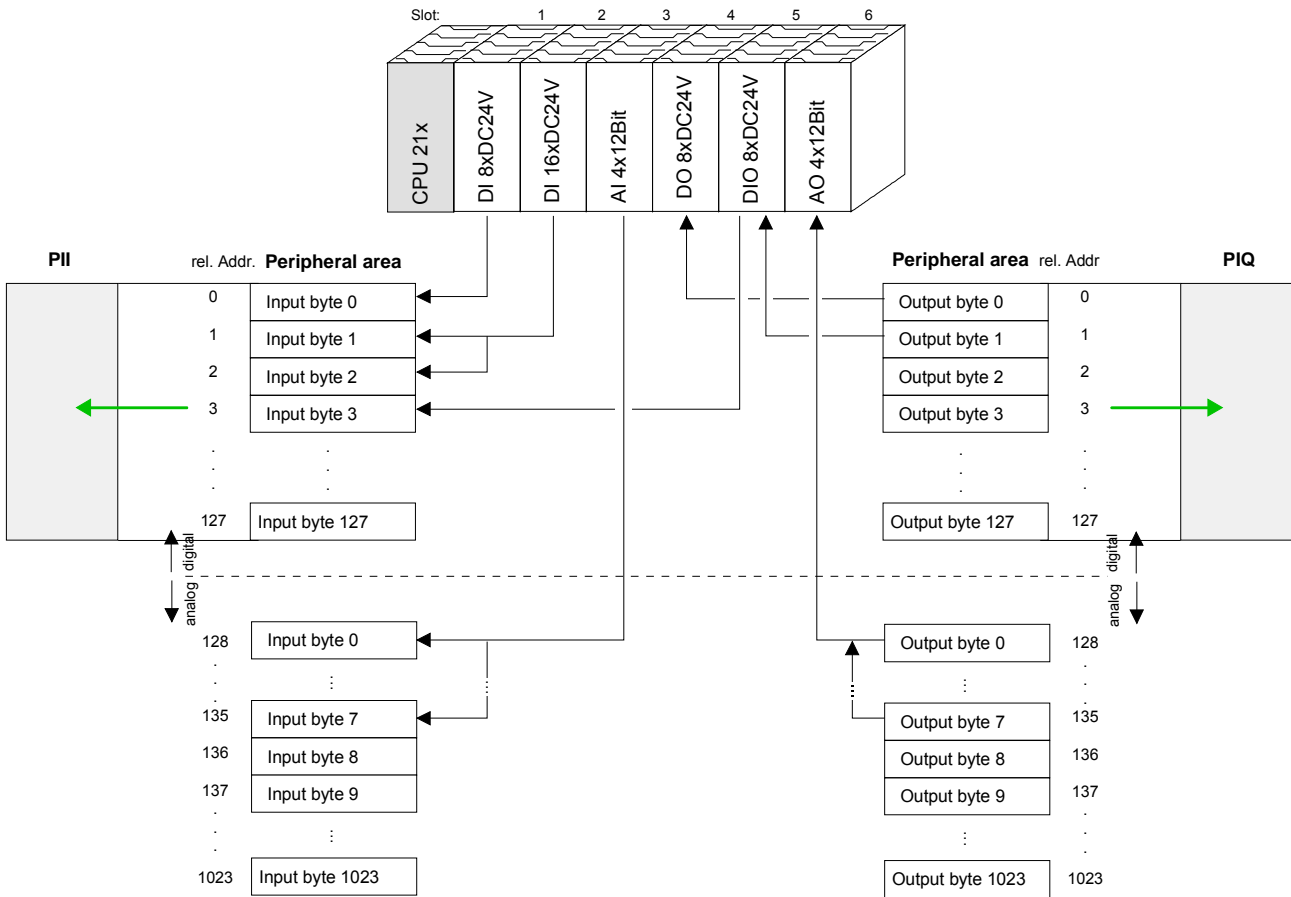 Slot: 1 2 3 4 5 6
CPU 21x
DI 8xDC24V
DI 16xDC24V
AI 4x12Bit
DO 8xDC24V
DIO 8xDC24V
AO 4x12Bit
PII rel. Addr. Peripheral area
0 Input byte 0
1 Input byte 1
2 Input byte 2
3 Input byte 3
. .
. .
. .
127 Input byte 127
digital
analog
128 Input byte 0
. ...
135 Input byte 7
136 Input byte 8
137 Input byte 9
. ...
1023 Input byte 1023
Peripheral area rel. Addr PIQ
Output byte 0 0
Output byte 1 1
Output byte 2 2
Output byte 3 3
. .
. .
. .
Output byte 127 127
digital
analog
Output byte 0 128
... .
Output byte 7 135
Output byte 8 136
Output byte 9 137
... .
Output byte 1023 1023